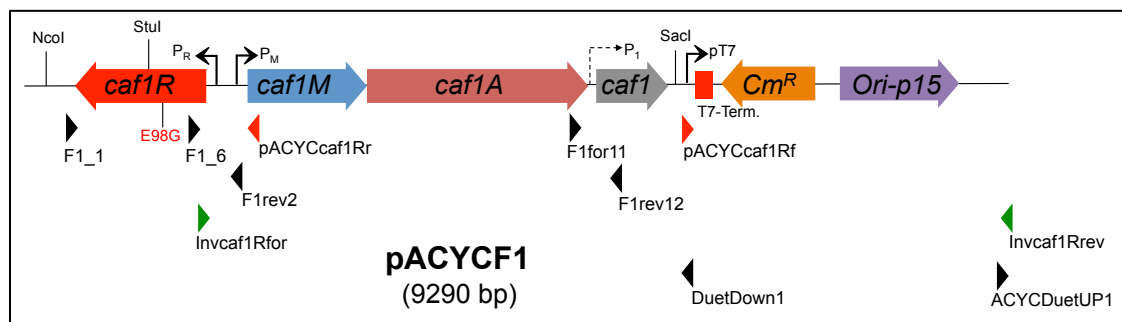 NcoI
StuI
PR
PM
P1
SacI
pT7
caf1R
caf1M
caf1A
caf1
CmR
Ori-p15
T7-Term.
E98G
F1_1
F1_6
pACYCcaf1Rr
F1for11
pACYCcaf1Rf
F1rev2
F1rev12
Invcaf1Rfor
Invcaf1Rrev
pACYCF1
(9290 bp)
DuetDown1
ACYCDuetUP1